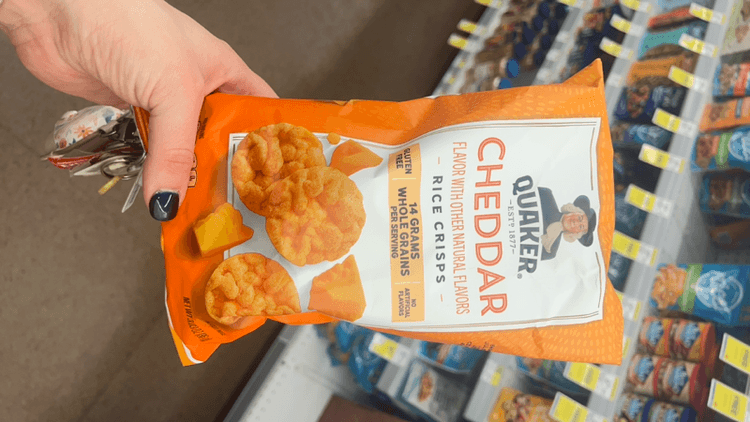 QUAKER®
–ESTD 1877–
CHEDDAR
FLAVOR WITH OTHER NATURAL FLAVORS
– RICE CRISPS –
GLUTEN
FREE
14 GRAMS
WHOLE GRAINS
PER SERVING
NO
ARTIFICIAL
FLAVORS